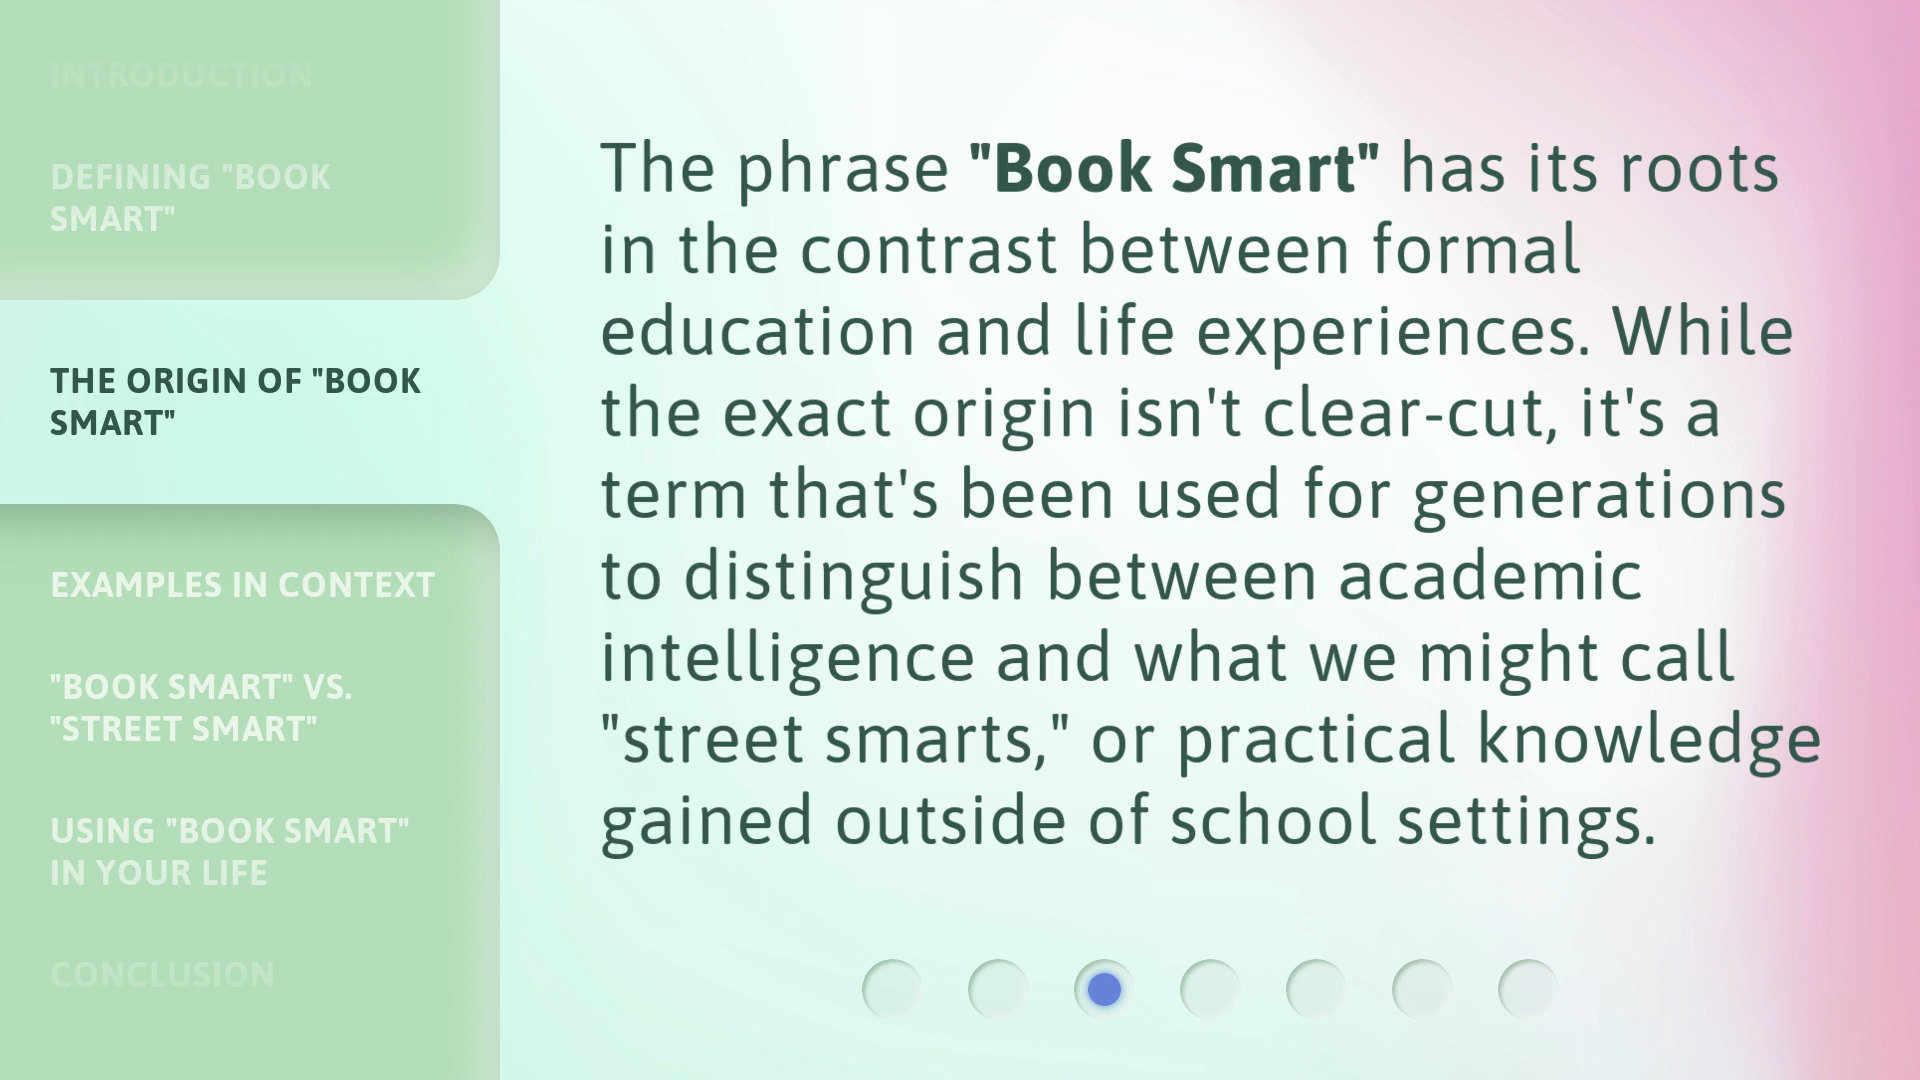 INTRODUCTION
DEFINING "BOOK
SMART"
THE ORIGIN OF "BOOK
SMART"
EXAMPLES IN CONTEXT
"BOOK SMART" VS.
"STREET SMART"
USING "BOOK SMART"
IN YOUR LIFE
CONCLUSION
The phrase "Book Smart" has its roots
in the contrast between formal
education and life experiences. While
the exact origin isn't clear-cut, it's a
term that's been used for generations
to distinguish between academic
intelligence and what we might call
"street smarts," or practical knowledge
gained outside of school settings.